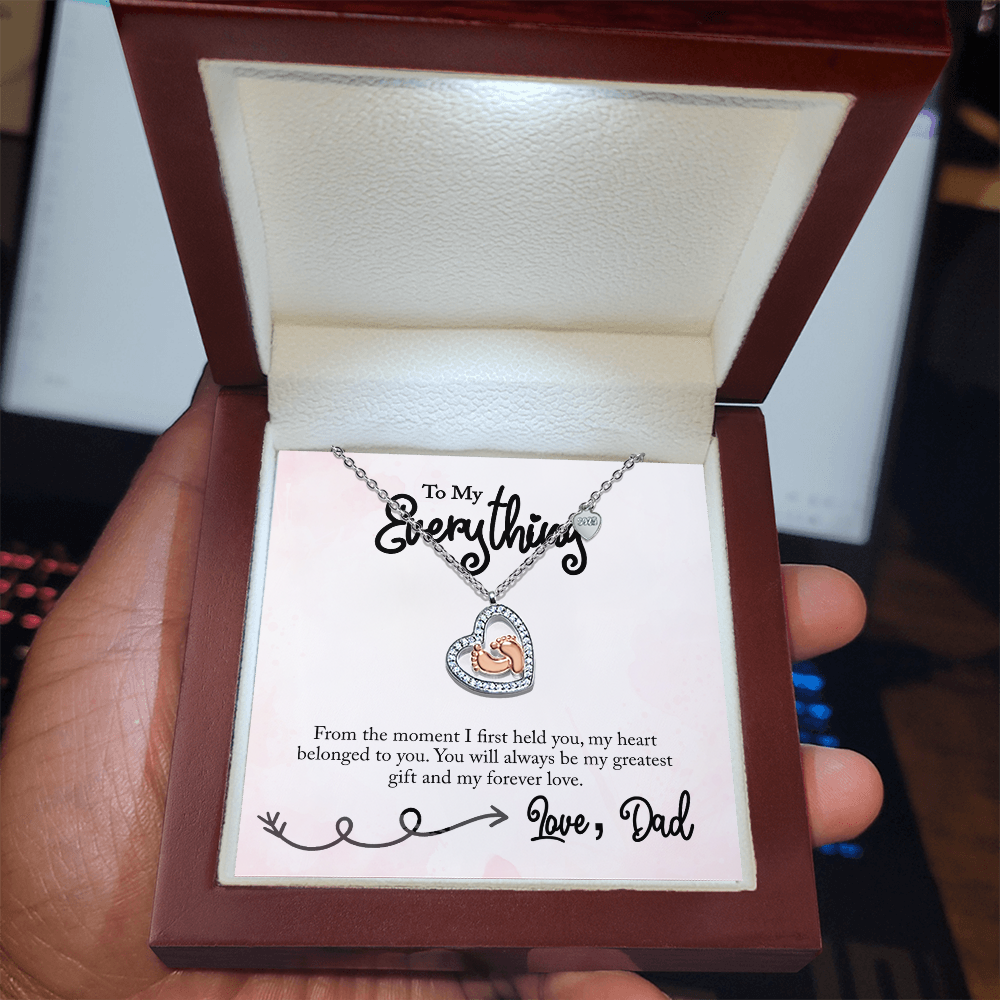 To My
Everything
From the moment I first held you, my heart
belonged to you. You will always be my greatest
gift and my forever love.
Love, Dad